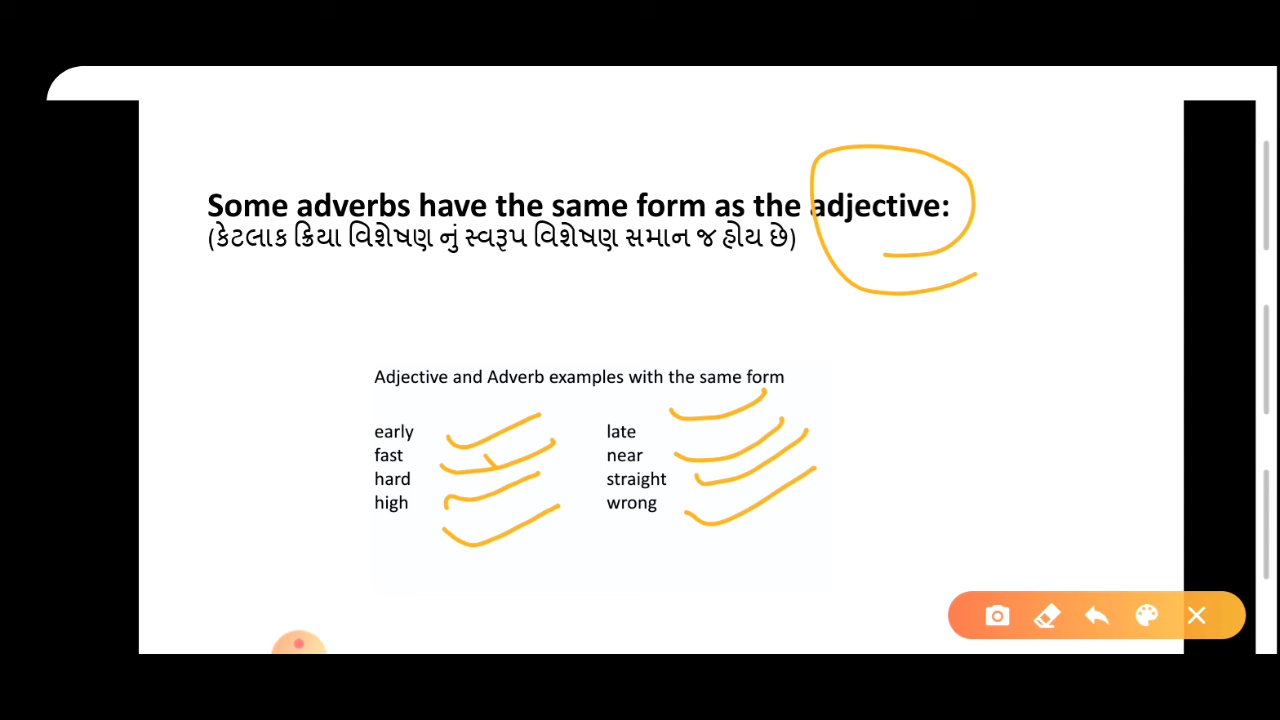 Some adverbs have the same form as the adjective:
(કેટલાક ક્રિયા વિશેષણ નું સ્વરૂપ વિશેષણ સમાન જ હોય છે)
Adjective and Adverb examples with the same form
early
fast
hard
high
late
near
straight
wrong